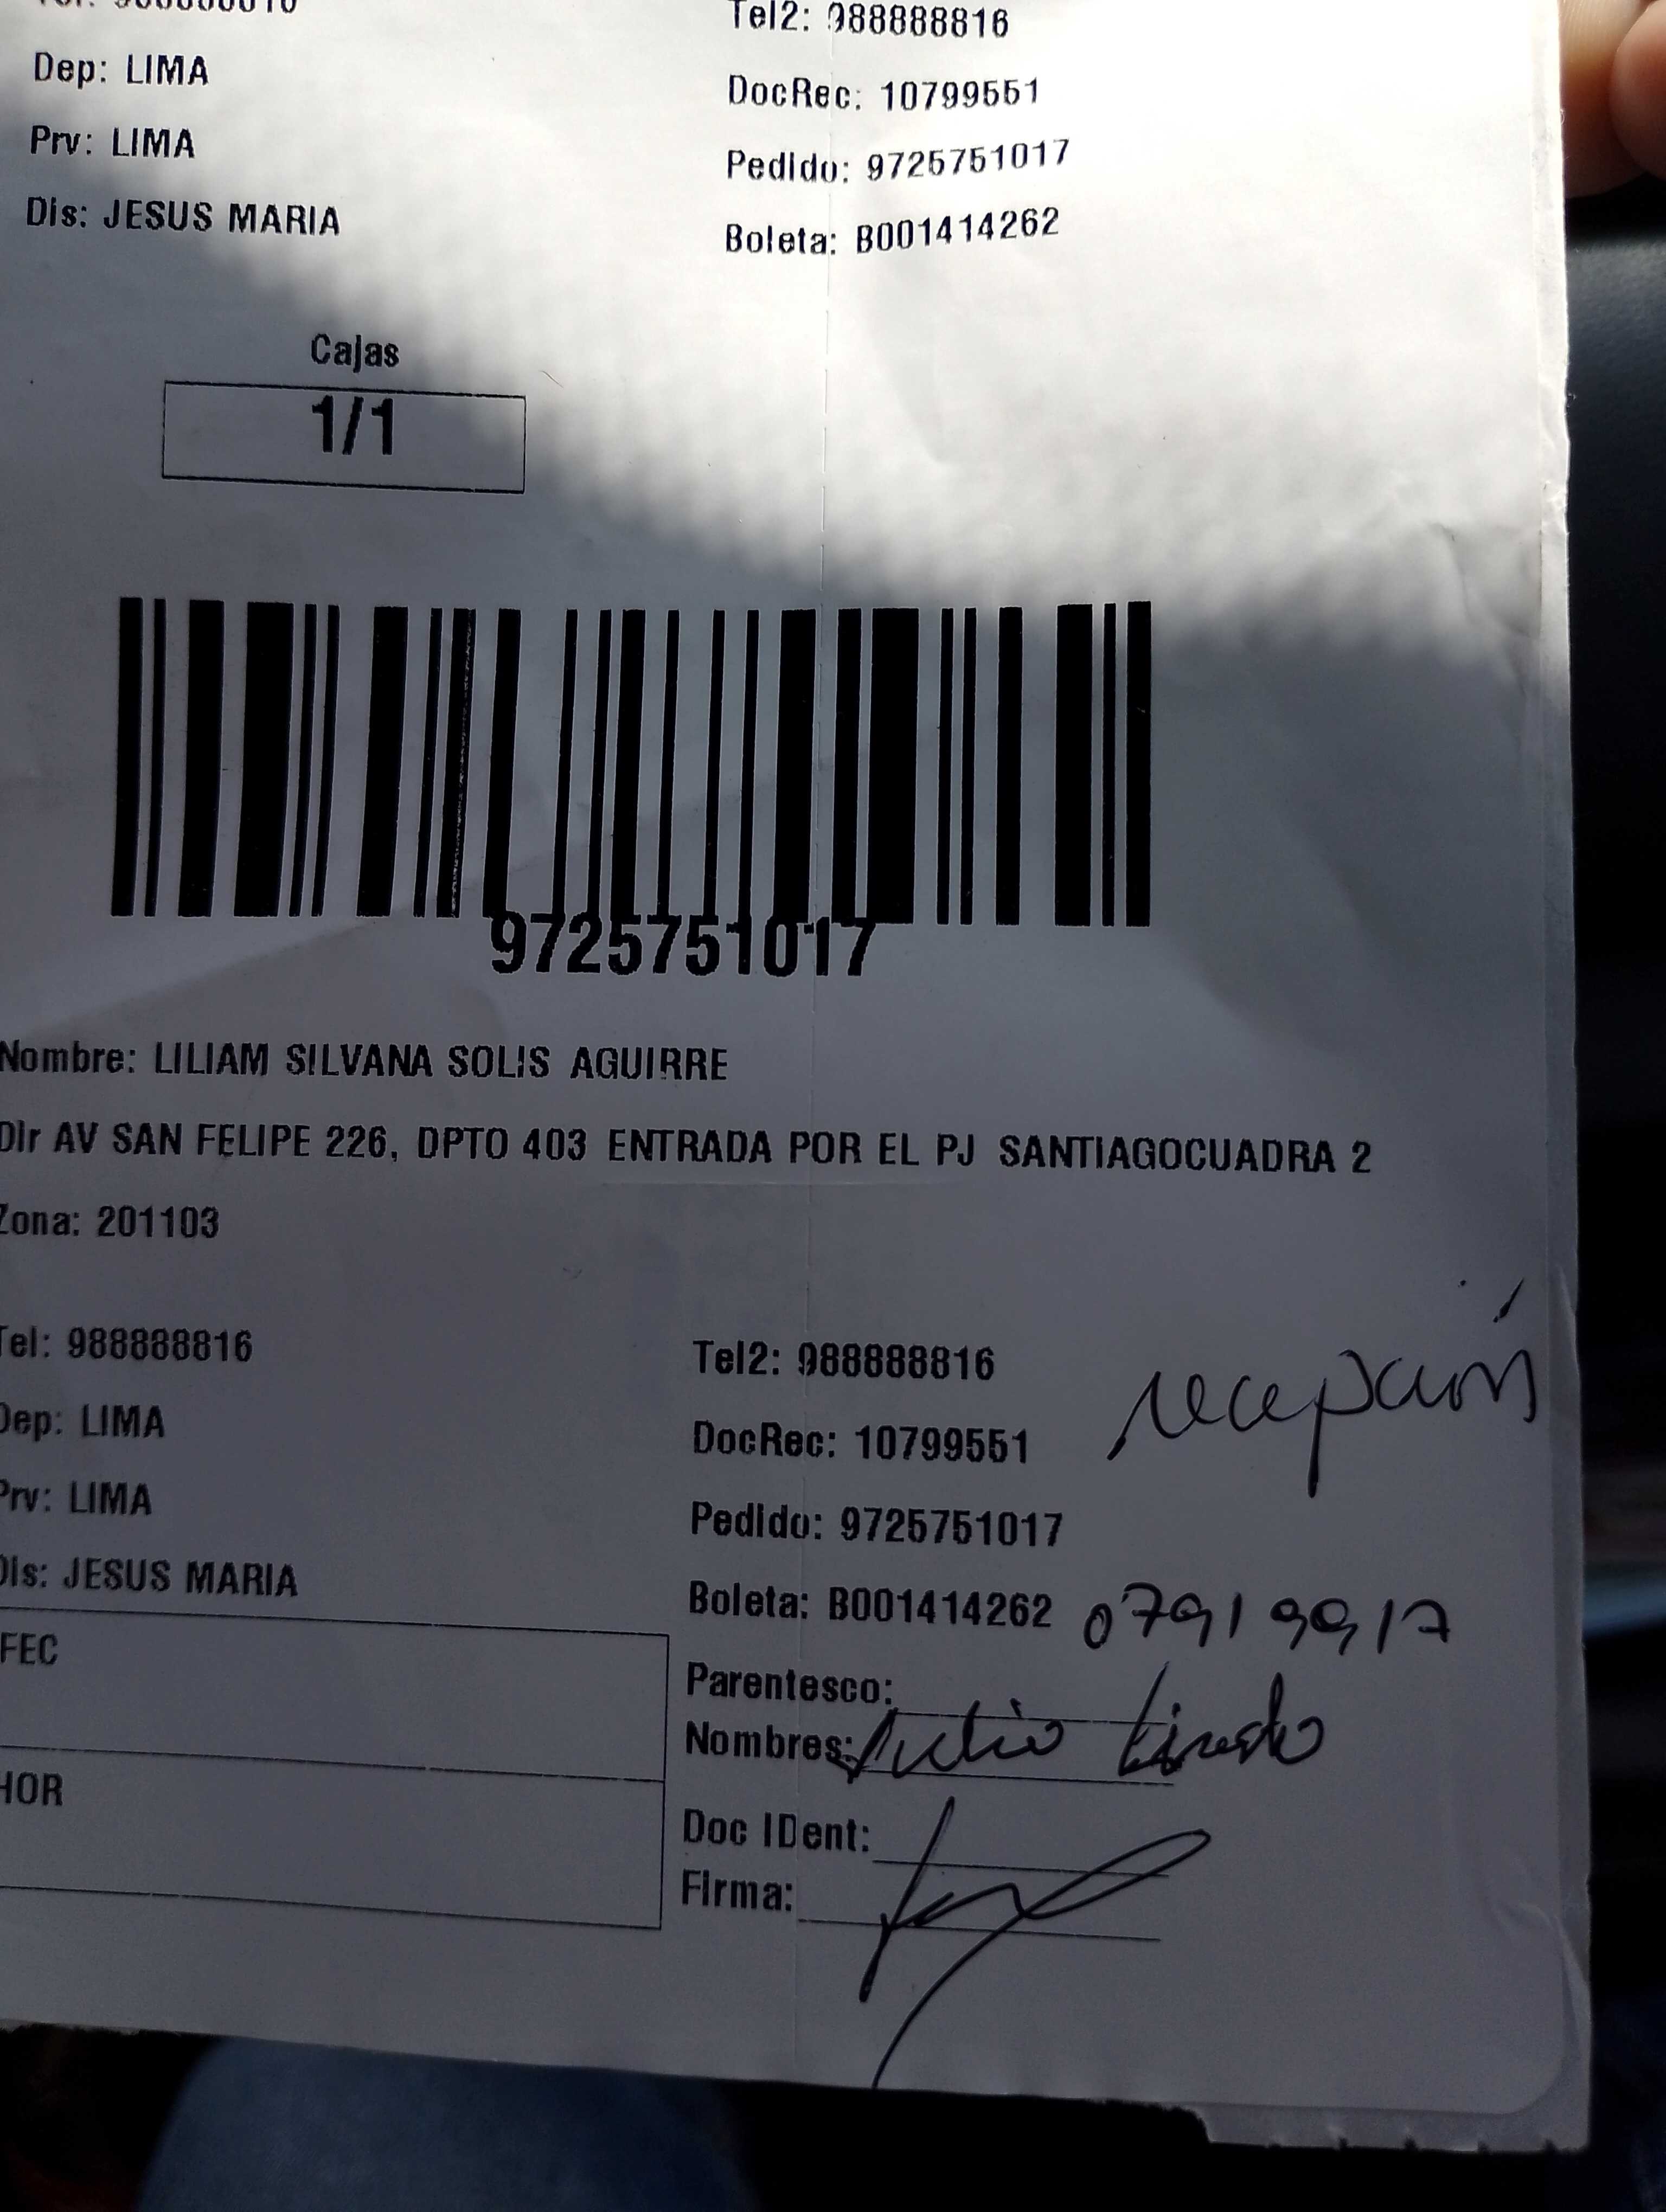 Tel2: 988888816
Dep: LIMA
DocRec: 10799551
Prv: LIMA
Pedido: 9725751017
Dis: JESUS MARIA
Boleta: B001414262
Cajas
1/1
9725751017
Nombre: LILIAM SILVANA SOLIS AGUIRRE
Dir AV SAN FELIPE 226, DPTO 403 ENTRADA POR EL PJ SANTIAGOCUADRA 2
Zona: 201103
Tel: 988888816
Tel2: 988888816
recepción
Dep: LIMA
DocRec: 10799551
Prv: LIMA
Pedido: 9725751017
Dis: JESUS MARIA
Boleta: B001414262 07919917
FEC
Parentesco:
Nombres: Julio
HOR
Doc IDent:
Firma: